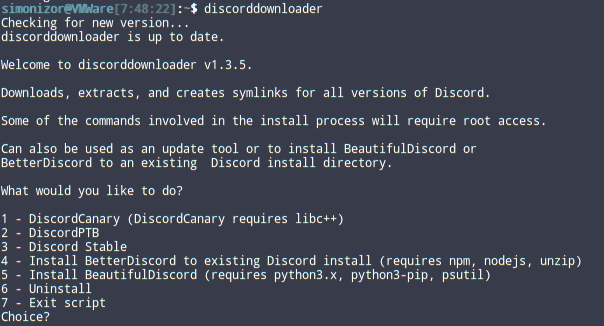 simonizor@VMWare[7:48:22]:~$ discorddownloader
Checking for new version...
discorddownloader is up to date.
Welcome to discorddownloader v1.3.5.
Downloads, extracts, and creates symlinks for all versions of Discord.
Some of the commands involved in the install process will require root access.
Can also be used as an update tool or to install BeautifulDiscord or
BetterDiscord to an existing  Discord install directory.
What would you like to do?
1 - DiscordCanary (DiscordCanary requires libc++)
2 - DiscordPTB
3 - Discord Stable
4 - Install BetterDiscord to existing Discord install (requires npm, nodejs, unzip)
5 - Install BeautifulDiscord (requires python3.x, python3-pip, psutil)
6 - Uninstall
7 - Exit script
Choice?